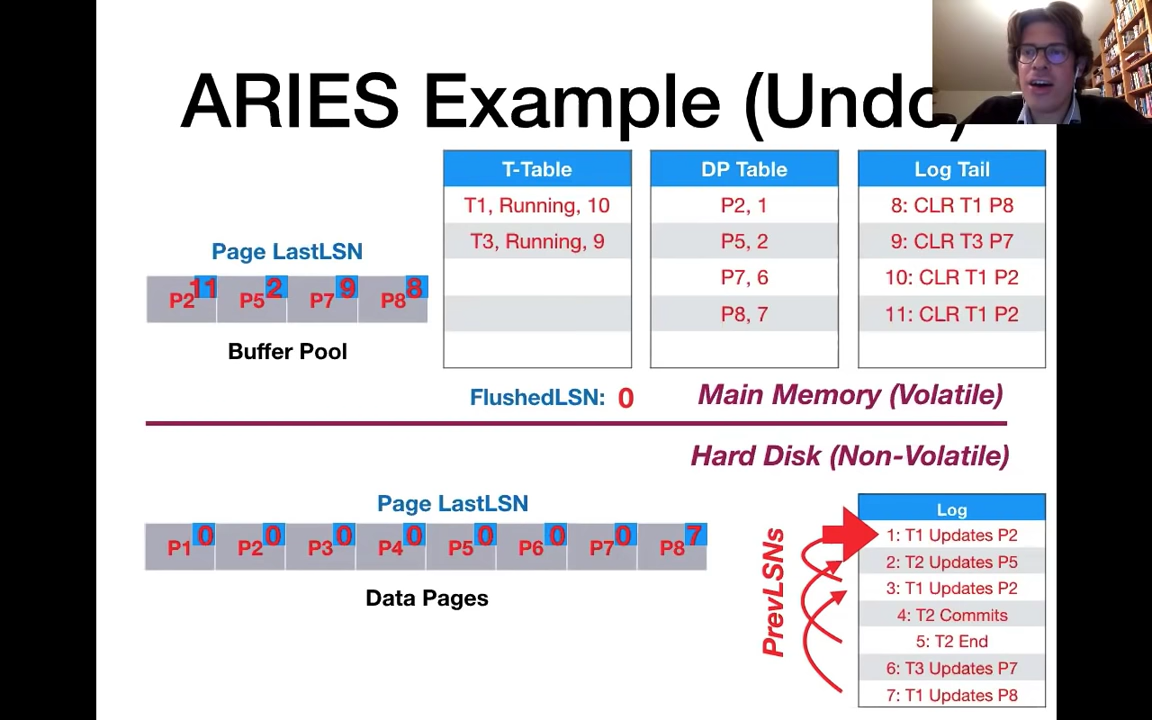 ARIES Example (Undo)
T-Table
T1, Running, 10
T3, Running, 9
DP Table
P2, 1
P5, 2
P7, 6
P8, 7
Log Tail
8: CLR T1 P8
9: CLR T3 P7
10: CLR T1 P2
11: CLR T1 P2
Page LastLSN
P2 11 P5 2 P7 9 P8 8
Buffer Pool
FlushedLSN: 0
Main Memory (Volatile)
Hard Disk (Non-Volatile)
Page LastLSN
P1 0 P2 0 P3 0 P4 0 P5 0 P6 0 P7 0 P8 7
Data Pages
PrevLSNs
Log
1: T1 Updates P2
2: T2 Updates P5
3: T1 Updates P2
4: T2 Commits
5: T2 End
6: T3 Updates P7
7: T1 Updates P8